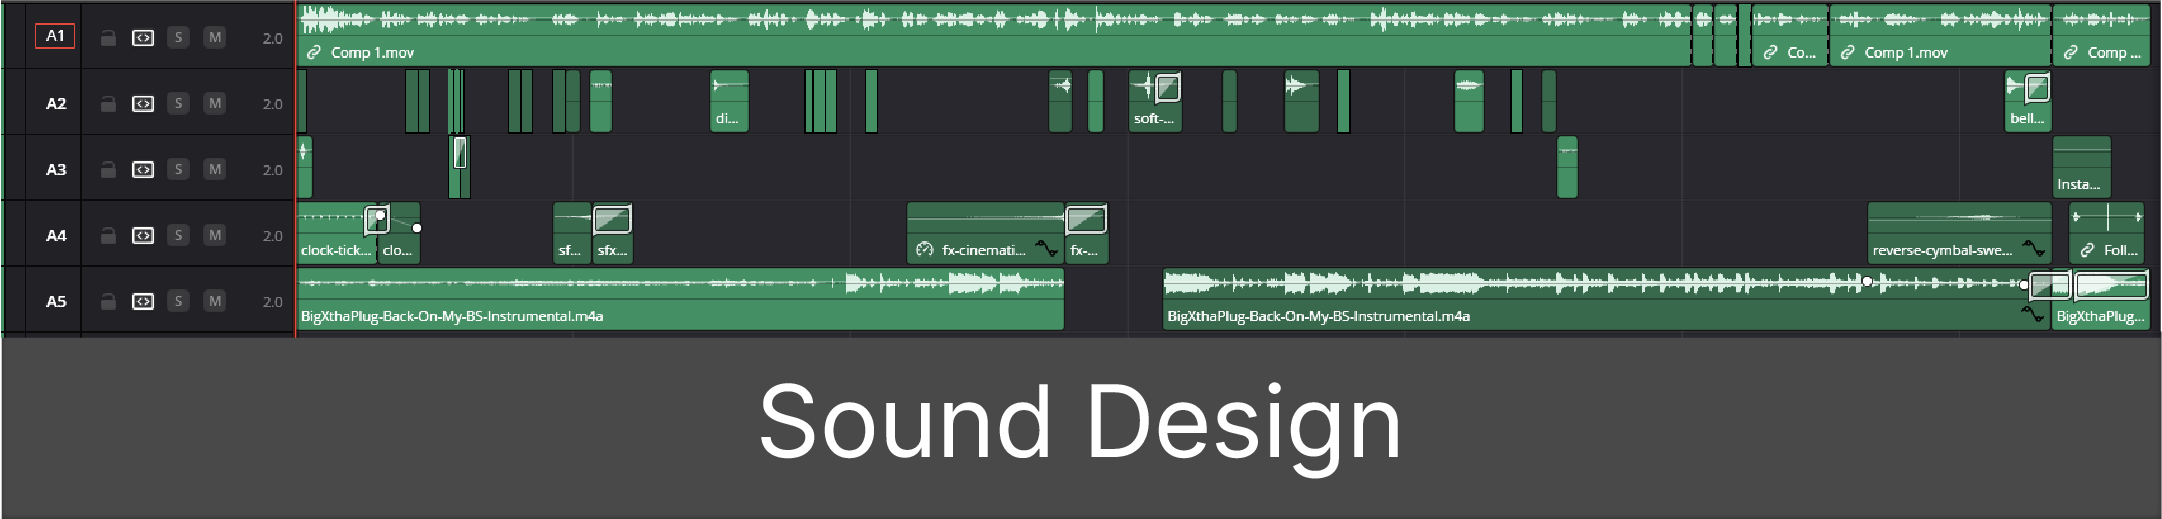 A1 S M 2.0 Comp 1.mov Co... Comp 1.mov Comp ...
A2 S M 2.0 di... soft-... bell...
A3 S M 2.0 Insta...
A4 S M 2.0 clock-tick... clo... sf... sfx... fx-cinemati... fx-... reverse-cymbal-swe... Foll...
A5 S M 2.0 BigXthaPlug-Back-On-My-BS-Instrumental.m4a BigXthaPlug-Back-On-My-BS-Instrumental.m4a BigXthaPlug...
Sound Design